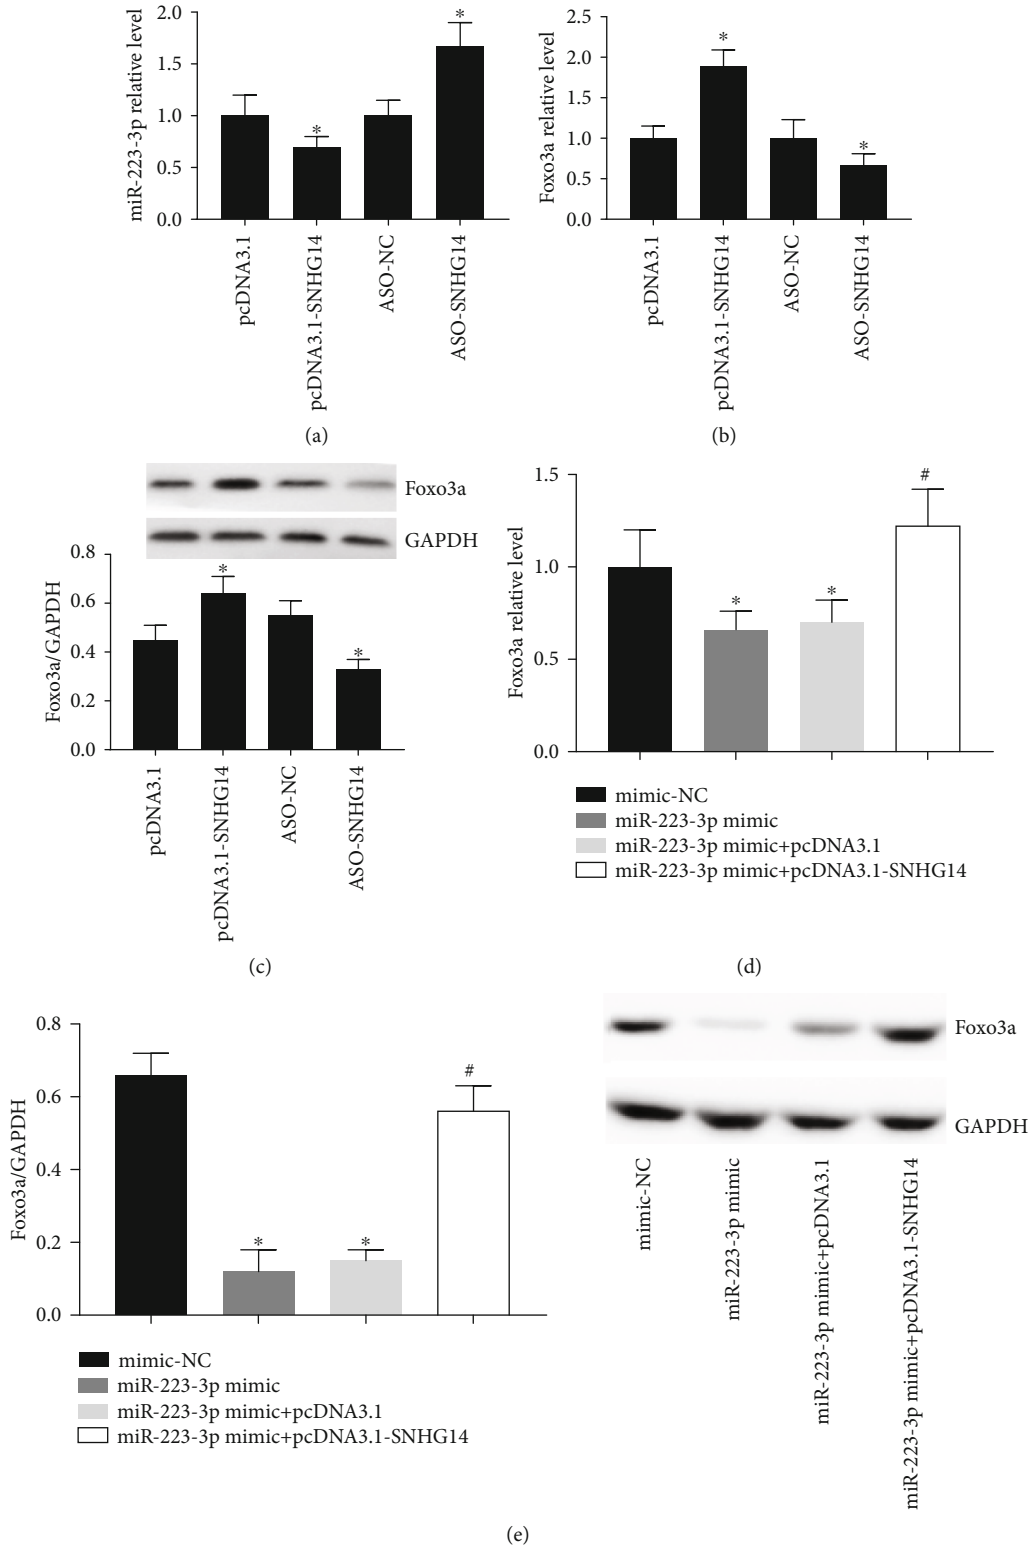 miR-223-3p relative level
2.0
1.5
1.0
0.5
0.0
*
*
pcDNA3.1
pcDNA3.1-SNHG14
ASO-NC
ASO-SNHG14
(a)
Foxo3a relative level
2.5
2.0
1.5
1.0
0.5
0.0
*
*
pcDNA3.1
pcDNA3.1-SNHG14
ASO-NC
ASO-SNHG14
(b)
Foxo3a
GAPDH
Foxo3a/GAPDH
0.8
0.6
0.4
0.2
0.0
*
*
pcDNA3.1
pcDNA3.1-SNHG14
ASO-NC
ASO-SNHG14
(c)
Foxo3a relative level
1.5
1.0
0.5
0.0
*
*
#
mimic-NC
miR-223-3p mimic
miR-223-3p mimic+pcDNA3.1
miR-223-3p mimic+pcDNA3.1-SNHG14
(d)
Foxo3a/GAPDH
0.8
0.6
0.4
0.2
0.0
*
*
#
mimic-NC
miR-223-3p mimic
miR-223-3p mimic+pcDNA3.1
miR-223-3p mimic+pcDNA3.1-SNHG14
Foxo3a
GAPDH
mimic-NC
miR-223-3p mimic
miR-223-3p mimic+pcDNA3.1
miR-223-3p mimic+pcDNA3.1-SNHG14
(e)